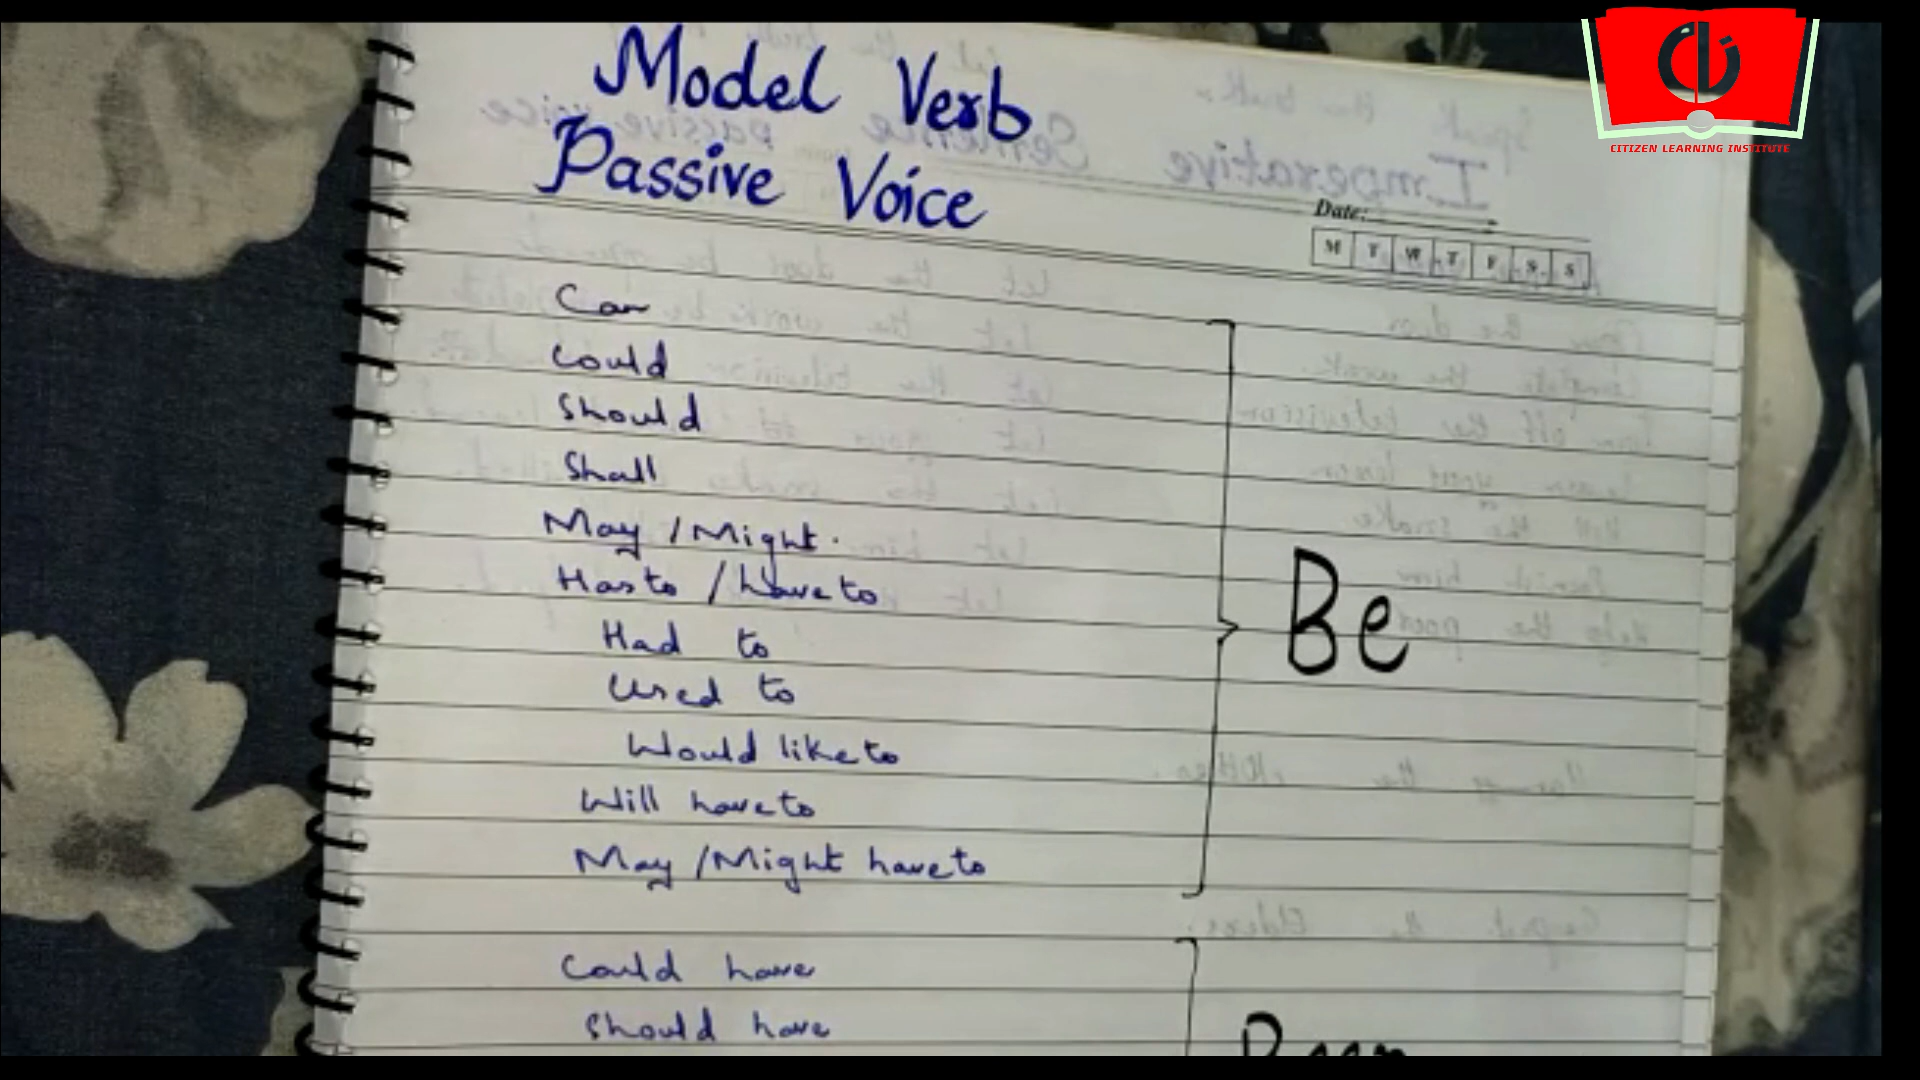 Model Verb
Passive Voice
CITIZEN LEARNING INSTITUTE
Date:
M T W T F S S
Can
Could
Should
Shall
May / Might.
Has to / have to
Had to
Used to
Would like to
Will have to
May / Might have to
Be
Could have
Should have